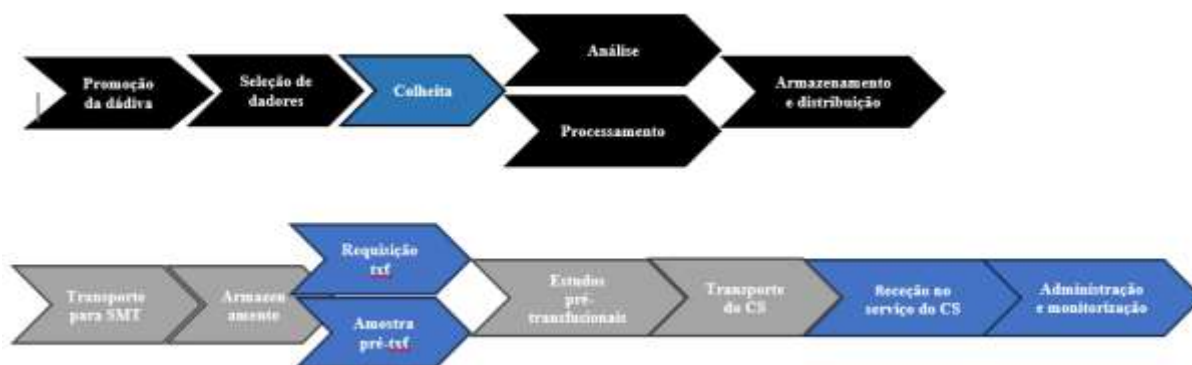 Promoção
da dádiva
Seleção de
dadores
Colheita
Análise
Processamento
Armazenamento
e distribuição
Transporte
para SMT
Armazen
amento
Requisição
txf
Amostra
pré-txf
Estudos
pré-
transfucionais
Transporte
do CS
Receção no
serviço do CS
Administração
e monitorização